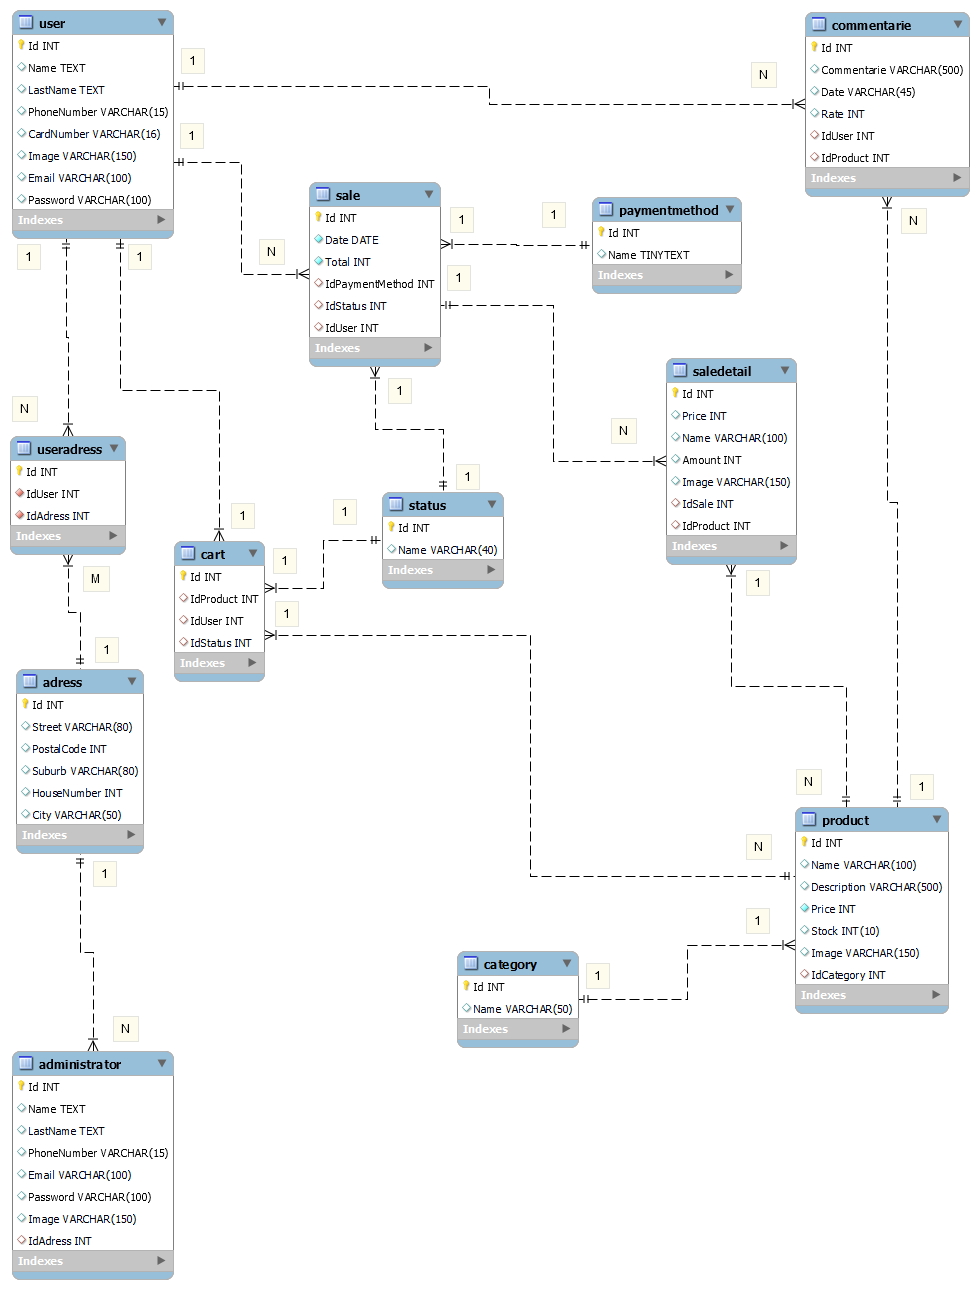 user
Id INT
Name TEXT
LastName TEXT
PhoneNumber VARCHAR(15)
CardNumber VARCHAR(16)
Image VARCHAR(150)
Email VARCHAR(100)
Password VARCHAR(100)
Indexes
1
1
1
1
N
commentarie
Id INT
Commentarie VARCHAR(500)
Date VARCHAR(45)
Rate INT
IdUser INT
IdProduct INT
Indexes
N
N
sale
Id INT
Date DATE
Total INT
IdPaymentMethod INT
IdStatus INT
IdUser INT
Indexes
1
1
1
1
paymentmethod
Id INT
Name TINYTEXT
Indexes
saledetail
Id INT
Price INT
Name VARCHAR(100)
Amount INT
Image VARCHAR(150)
IdSale INT
IdProduct INT
Indexes
N
1
N
useradress
Id INT
IdUser INT
IdAdress INT
Indexes
M
1
status
Id INT
Name VARCHAR(40)
Indexes
1
1
1
cart
Id INT
IdProduct INT
IdUser INT
IdStatus INT
Indexes
1
1
adress
Id INT
Street VARCHAR(80)
PostalCode INT
Suburb VARCHAR(80)
HouseNumber INT
City VARCHAR(50)
Indexes
1
N
N
1
N
1
product
Id INT
Name VARCHAR(100)
Description VARCHAR(500)
Price INT
Stock INT(10)
Image VARCHAR(150)
IdCategory INT
Indexes
category
Id INT
Name VARCHAR(50)
Indexes
1
administrator
Id INT
Name TEXT
LastName TEXT
PhoneNumber VARCHAR(15)
Email VARCHAR(100)
Password VARCHAR(100)
Image VARCHAR(150)
IdAdress INT
Indexes